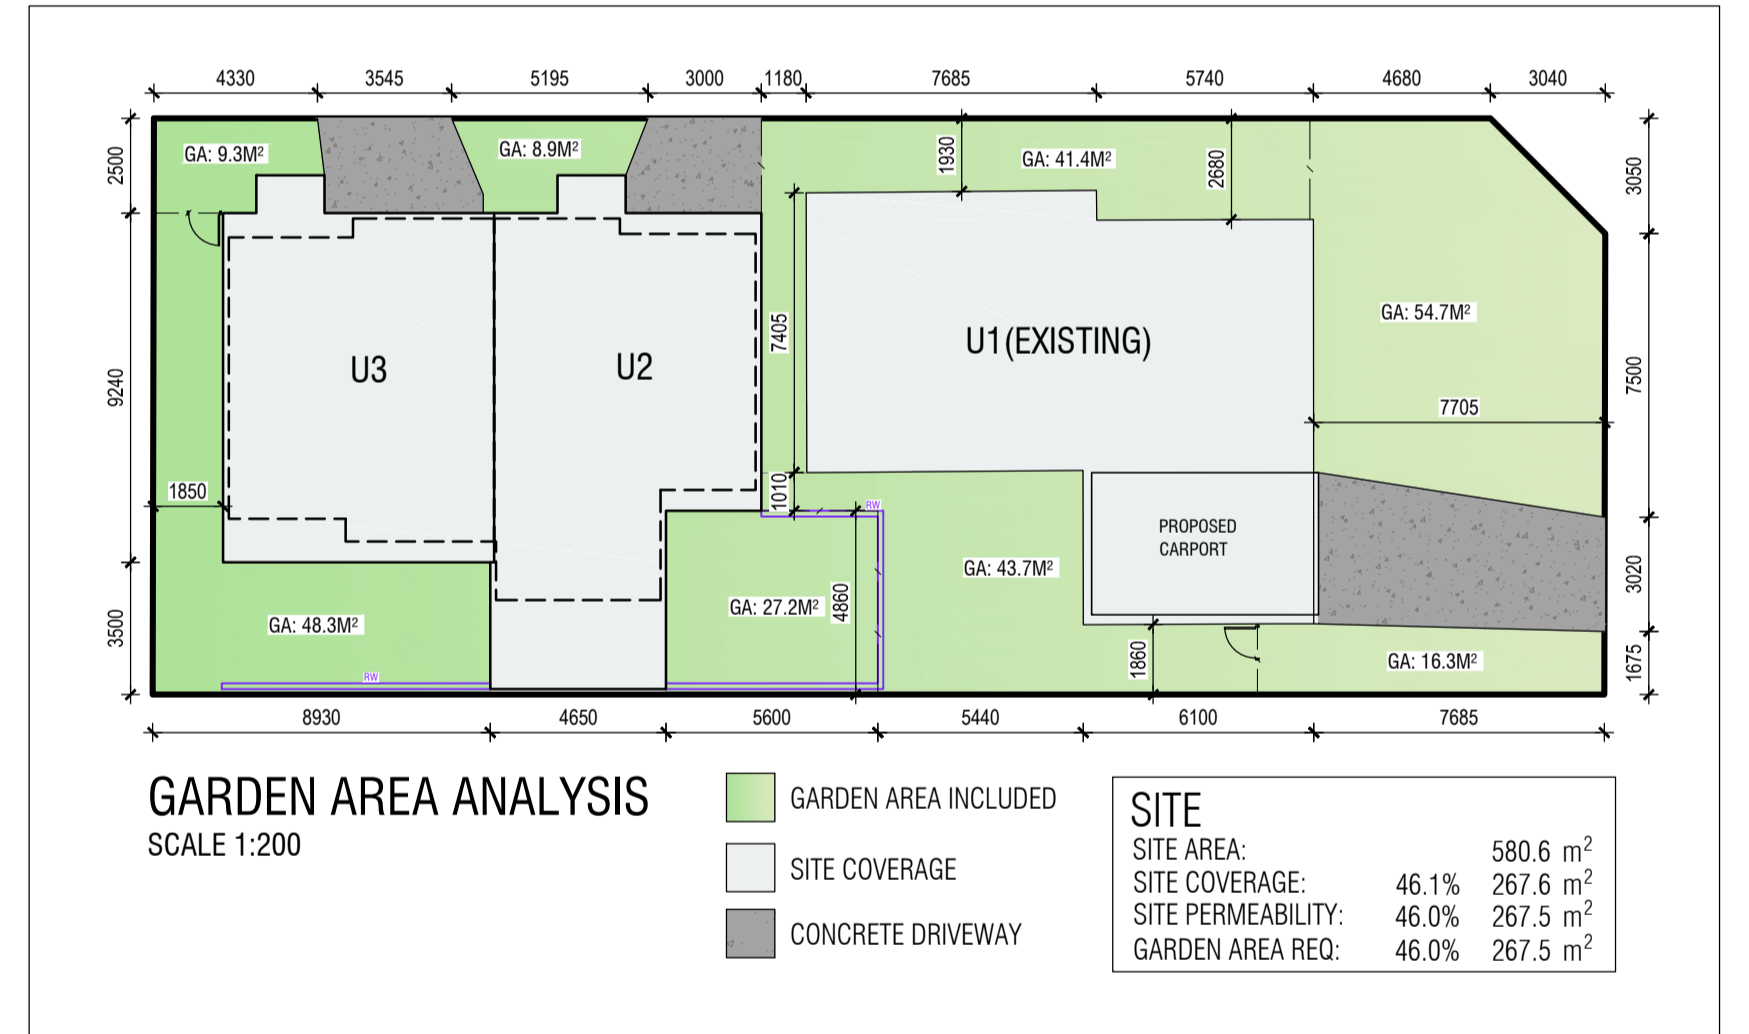 4330 3545 5195 3000 1180 7685 5740 4680 3040
2500
9240
3500
GA: 9.3M²
GA: 8.9M²
1930
GA: 41.4M²
2680
3050
7500
3020
1675
U3
U2
7405
U1(EXISTING)
GA: 54.7M²
7705
1850
1010
RW
PROPOSED
CARPORT
GA: 43.7M²
GA: 27.2M²
4860
GA: 48.3M²
1860
GA: 16.3M²
RW
8930 4650 5600 5440 6100 7685
GARDEN AREA ANALYSIS
SCALE 1:200
GARDEN AREA INCLUDED
SITE COVERAGE
CONCRETE DRIVEWAY
SITE
SITE AREA: 580.6 m²
SITE COVERAGE: 46.1% 267.6 m²
SITE PERMEABILITY: 46.0% 267.5 m²
GARDEN AREA REQ: 46.0% 267.5 m²